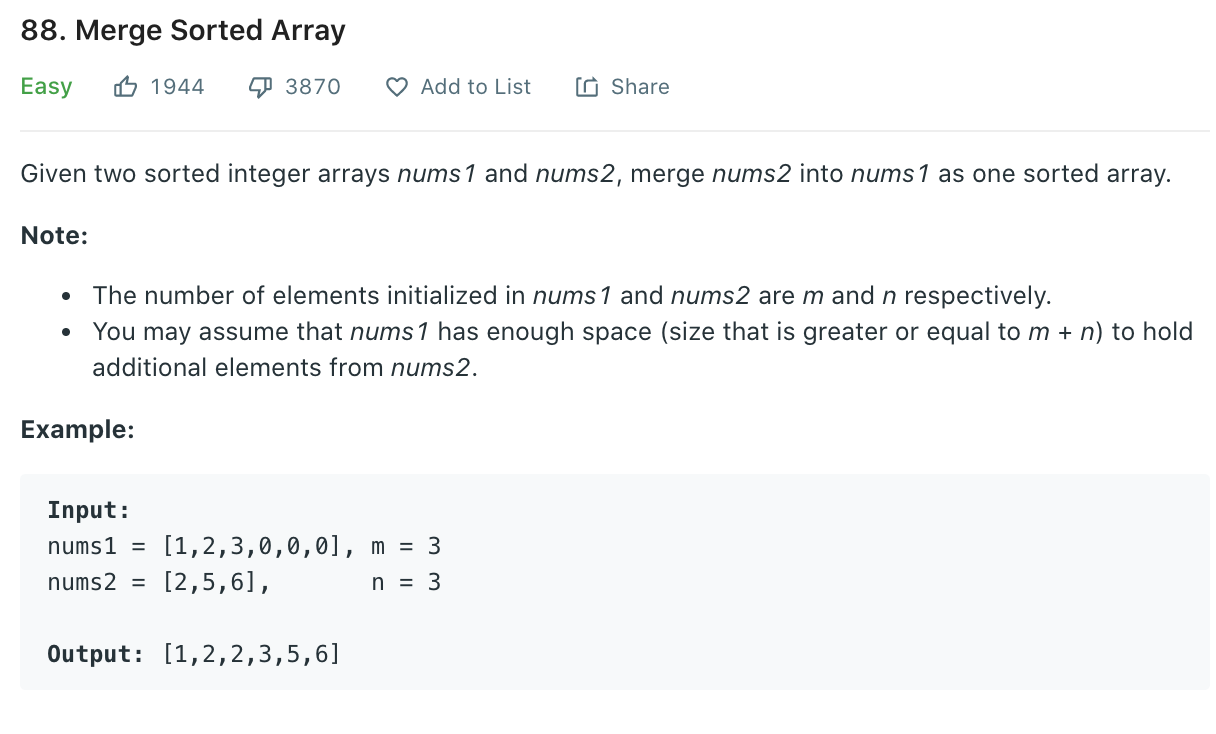 88. Merge Sorted Array
Easy 1944 3870 Add to List Share
Given two sorted integer arrays nums1 and nums2, merge nums2 into nums1 as one sorted array.
Note:
• The number of elements initialized in nums1 and nums2 are m and n respectively.
• You may assume that nums1 has enough space (size that is greater or equal to m + n) to hold
additional elements from nums2.
Example:
Input:
nums1 = [1,2,3,0,0,0], m = 3
nums2 = [2,5,6],       n = 3
Output: [1,2,2,3,5,6]